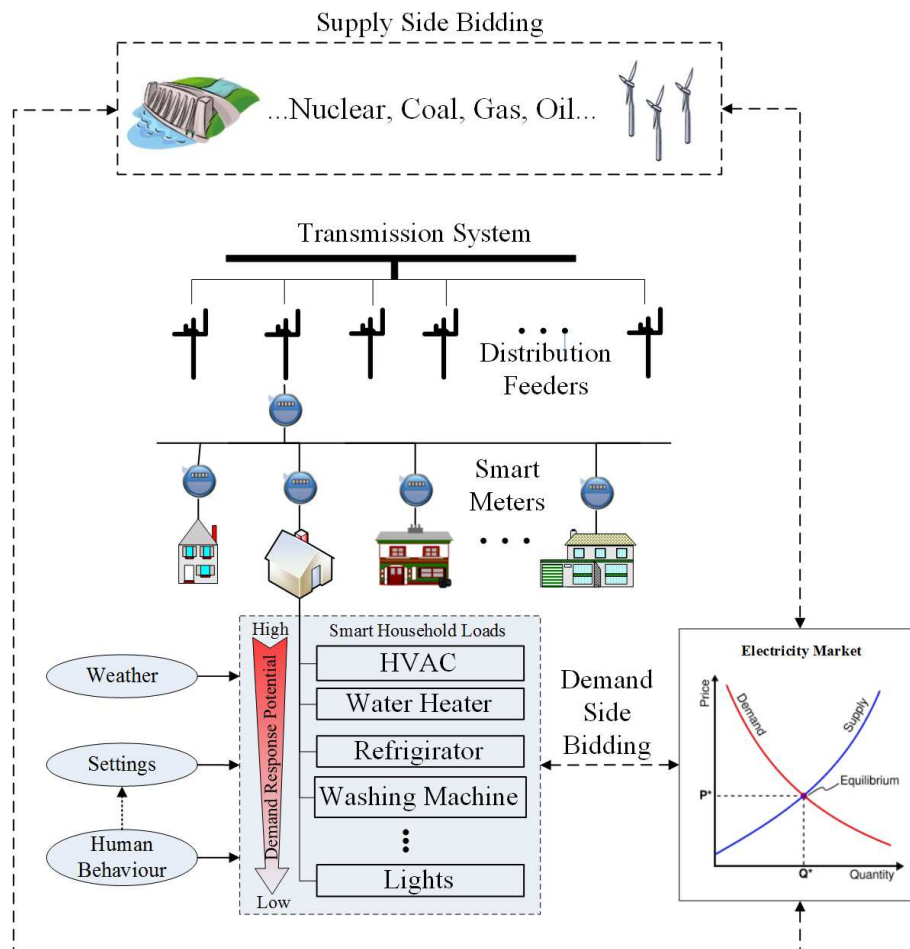 Supply Side Bidding
...Nuclear, Coal, Gas, Oil...
Transmission System
Distribution
Feeders
Smart
Meters
High
Smart Household Loads
Demand Response Potential
HVAC
Water Heater
Refrigirator
Washing Machine
Lights
Low
Weather
Settings
Human
Behaviour
Demand
Side
Bidding
Electricity Market
Price
Demand
Supply
Equilibrium
P*
Q*
Quantity